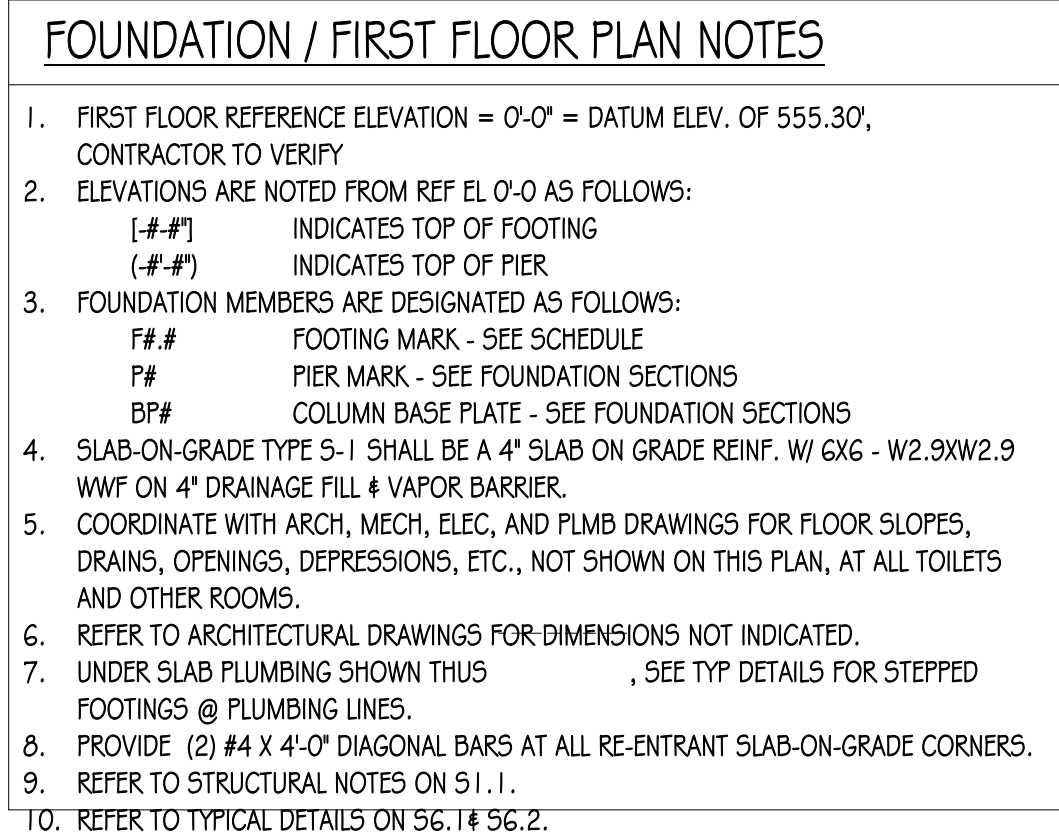 FOUNDATION / FIRST FLOOR PLAN NOTES
1. FIRST FLOOR REFERENCE ELEVATION = 0'-0" = DATUM ELEV. OF 555.30',
CONTRACTOR TO VERIFY
2. ELEVATIONS ARE NOTED FROM REF EL 0'-0 AS FOLLOWS:
[-#-#"] INDICATES TOP OF FOOTING
(-#'-#") INDICATES TOP OF PIER
3. FOUNDATION MEMBERS ARE DESIGNATED AS FOLLOWS:
F#.# FOOTING MARK - SEE SCHEDULE
P# PIER MARK - SEE FOUNDATION SECTIONS
BP# COLUMN BASE PLATE - SEE FOUNDATION SECTIONS
4. SLAB-ON-GRADE TYPE S-1 SHALL BE A 4" SLAB ON GRADE REINF. W/ 6X6 - W2.9XW2.9
WWF ON 4" DRAINAGE FILL & VAPOR BARRIER.
5. COORDINATE WITH ARCH, MECH, ELEC, AND PLMB DRAWINGS FOR FLOOR SLOPES,
DRAINS, OPENINGS, DEPRESSIONS, ETC., NOT SHOWN ON THIS PLAN, AT ALL TOILETS
AND OTHER ROOMS.
6. REFER TO ARCHITECTURAL DRAWINGS FOR DIMENSIONS NOT INDICATED.
7. UNDER SLAB PLUMBING SHOWN THUS , SEE TYP DETAILS FOR STEPPED
FOOTINGS @ PLUMBING LINES.
8. PROVIDE (2) #4 X 4'-0" DIAGONAL BARS AT ALL RE-ENTRANT SLAB-ON-GRADE CORNERS.
9. REFER TO STRUCTURAL NOTES ON S1.1.
10. REFER TO TYPICAL DETAILS ON S6.1& S6.2.